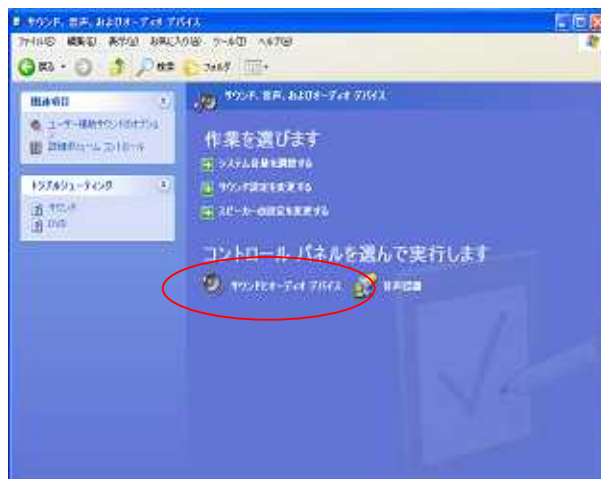 サウンド、音声、およびオーディオ デバイス
ファイル(F) 編集(E) 表示(V) お気に入り(A) ツール(T) ヘルプ(H)
戻る 検索 フォルダ
関連項目
サウンド、音声、およびオーディオ デバイス
ユーザー補助サウンドのオプション
作業を選びます
詳細ボリューム コントロール
システム音量を調整する
トラブルシューティング
サウンド設定を変更する
サウンド
スピーカーの設定を変更する
DVD
コントロール パネルを選んで実行します
サウンドとオーディオ デバイス 音声認識